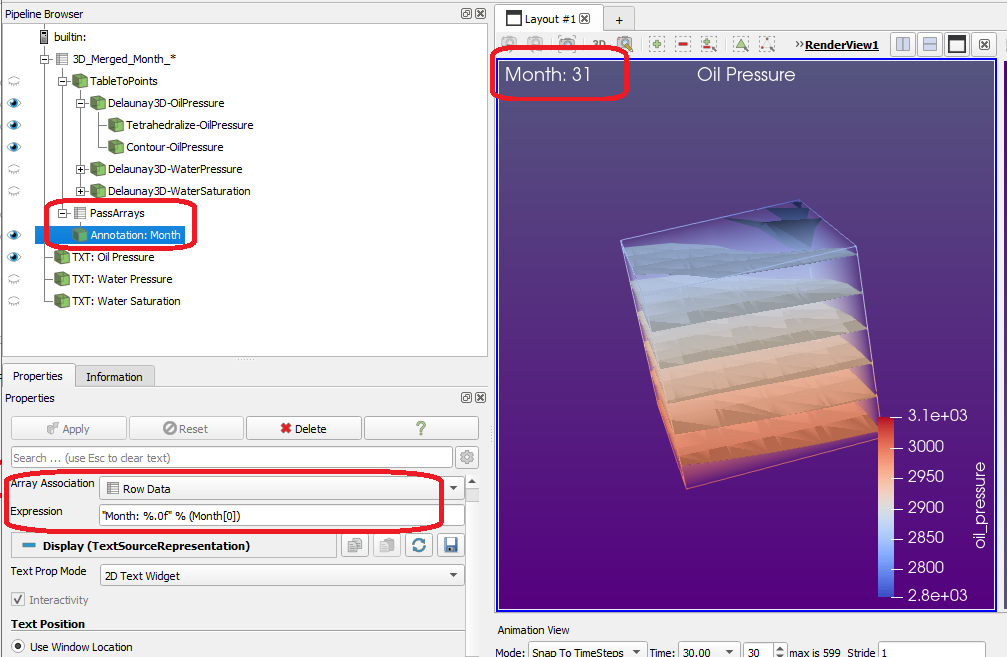 Pipeline Browser
builtin:
3D_Merged_Month_*
TableToPoints
Delaunay3D-OilPressure
Tetrahedralize-OilPressure
Contour-OilPressure
Delaunay3D-WaterPressure
Delaunay3D-WaterSaturation
PassArrays
Annotation: Month
TXT: Oil Pressure
TXT: Water Pressure
TXT: Water Saturation
Properties
Information
Properties
Apply
Reset
Delete
?
Search ... (use Esc to clear text)
Array Association
Row Data
Expression
"Month: %.0f" % (Month[0])
Display (TextSourceRepresentation)
Text Prop Mode
2D Text Widget
Interactivity
Text Position
Use Window Location
Layout #1
+
3D
»RenderView1
Month: 31
Oil Pressure
3.1e+03
3000
2950
2900
2850
2800
2.8e+03
oil_pressure
Animation View
Mode: Snap To TimeSteps Time: 30.00 30 max is 599 Stride 1